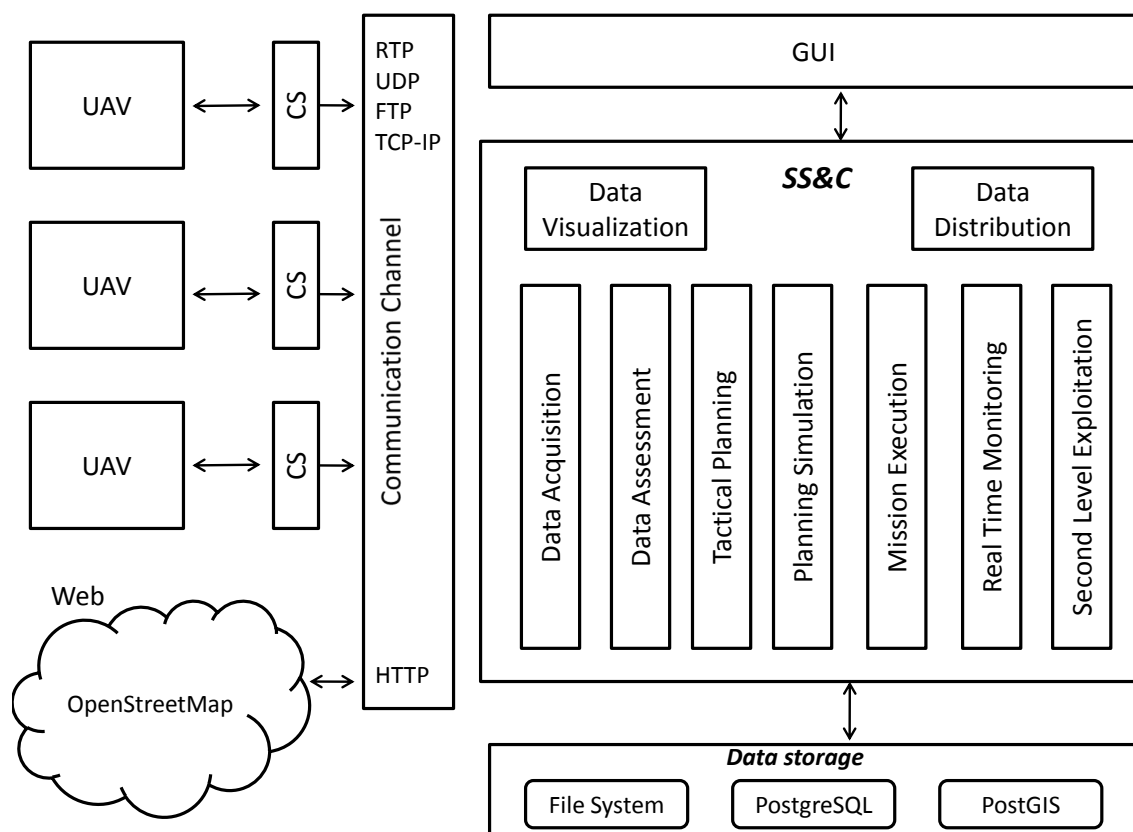 UAV
CS
UAV
CS
UAV
CS
Web
OpenStreetMap
RTP
UDP
FTP
TCP-IP
Communication Channel
HTTP
GUI
SS&C
Data
Visualization
Data
Distribution
Data Acquisition
Data Assessment
Tactical Planning
Planning Simulation
Mission Execution
Real Time Monitoring
Second Level Exploitation
Data storage
File System
PostgreSQL
PostGIS